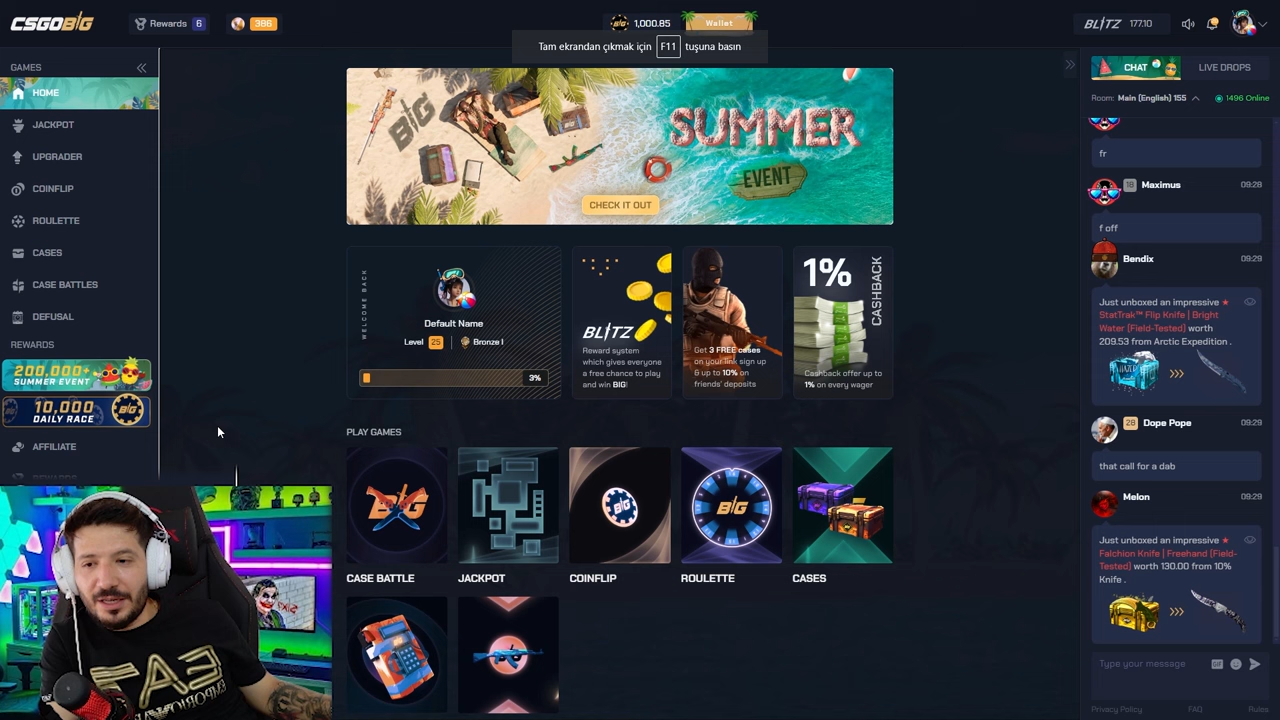 CSGOBIG
Rewards 6
386
1,000.85
Wallet
BLITZ 177.10
Tam ekrandan çıkmak için F11 tuşuna basın
GAMES
HOME
JACKPOT
UPGRADER
COINFLIP
ROULETTE
CASES
CASE BATTLES
DEFUSAL
REWARDS
200,000+
SUMMER EVENT
10,000
DAILY RACE
BIG
AFFILIATE
BIG
SUMMER
EVENT
CHECK IT OUT
WELCOME BACK
Default Name
Level 25
Bronze I
3%
BLITZ
Reward system
which gives everyone
a free chance to play
and win BIG!
Get 3 FREE cases
on your link sign up
& up to 10% on
friends' deposits
1%
CASHBACK
Cashback offer up to
1% on every wager
PLAY GAMES
BIG
BIG
BIG
CASE BATTLE
JACKPOT
COINFLIP
ROULETTE
CASES
CHAT
LIVE DROPS
Room: Main (English) 155
1496 Online
fr
18 Maximus 09:28
f off
Bendix 09:29
Just unboxed an impressive ★
StatTrak™ Flip Knife | Bright
Water (Field-Tested) worth
209.53 from Arctic Expedition .
28 Dope Pope 09:29
that call for a dab
Melon 09:29
Just unboxed an impressive ★
Falchion Knife | Freehand (Field-
Tested) worth 130.00 from 10%
Knife .
Type your message
GIF
Privacy Policy
FAQ
Rules